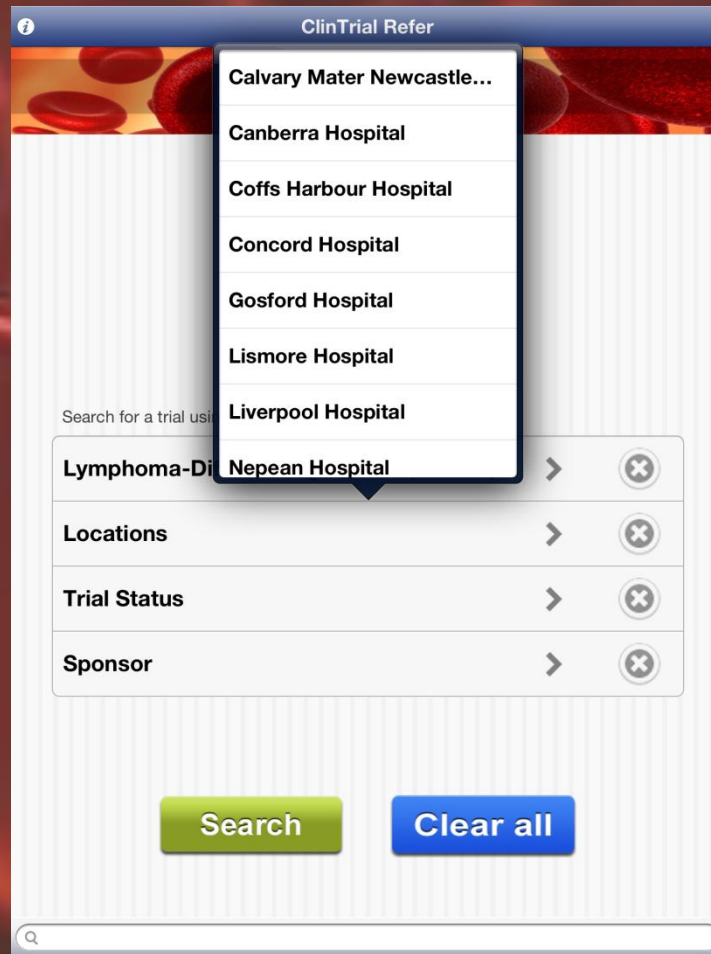 ClinTrial Refer
Calvary Mater Newcastle...
Canberra Hospital
Coffs Harbour Hospital
Concord Hospital
Gosford Hospital
Lismore Hospital
Liverpool Hospital
Nepean Hospital
Search for a trial
Lymphoma-Di
Locations
Trial Status
Sponsor
Search
Clear all